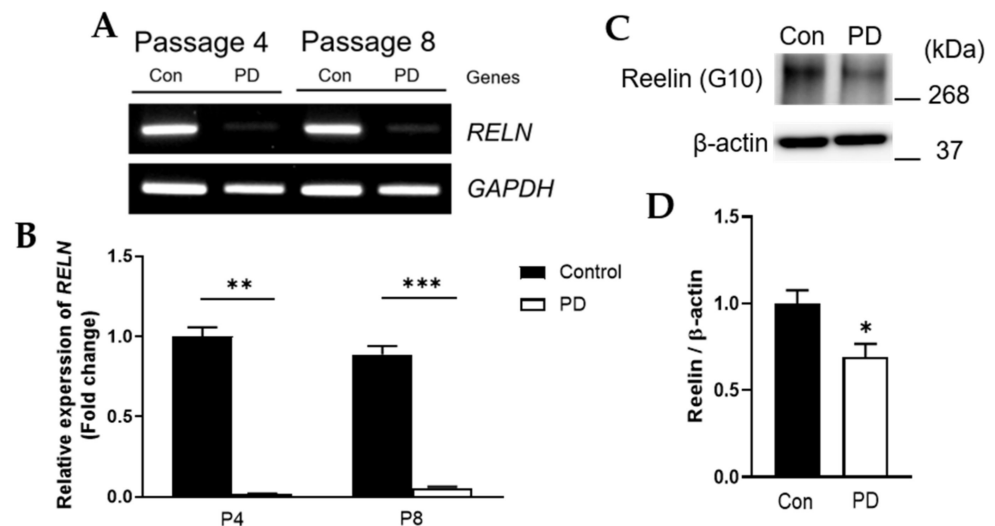 A
Passage 4 Passage 8
Con PD Con PD Genes
RELN
GAPDH
B
Relative experssion of RELN
(Fold change)
1.5
1.0
0.5
0.0
** ***
P4 P8
Control
PD
C
Con PD (kDa)
Reelin (G10)
268
β-actin
37
D
Reelin / β-actin
1.5
1.0
0.5
0.0
*
Con PD